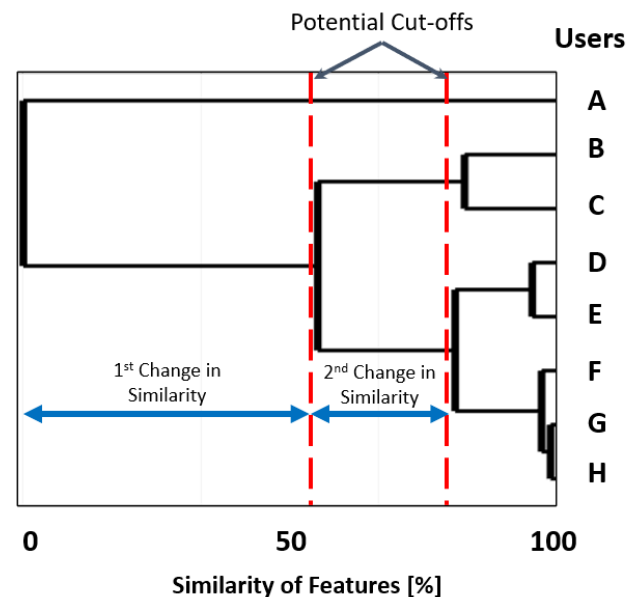 Potential Cut-offs
Users
A
B
C
D
E
F
G
H
1st Change in
Similarity
2nd Change in
Similarity
0 50 100
Similarity of Features [%]